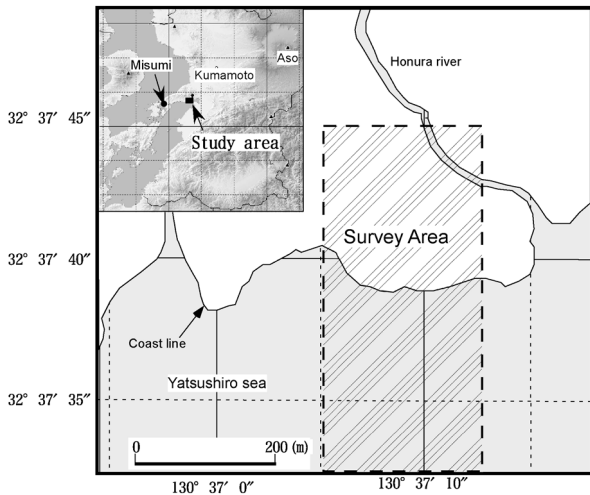 Honura river
Aso
Misumi
Kumamoto
Study area
32° 37′ 45″
Survey Area
32° 37′ 40″
Coast line
Yatsushiro sea
32° 37′ 35″
0 200 (m)
130° 37′ 0″ 130° 37′ 10″